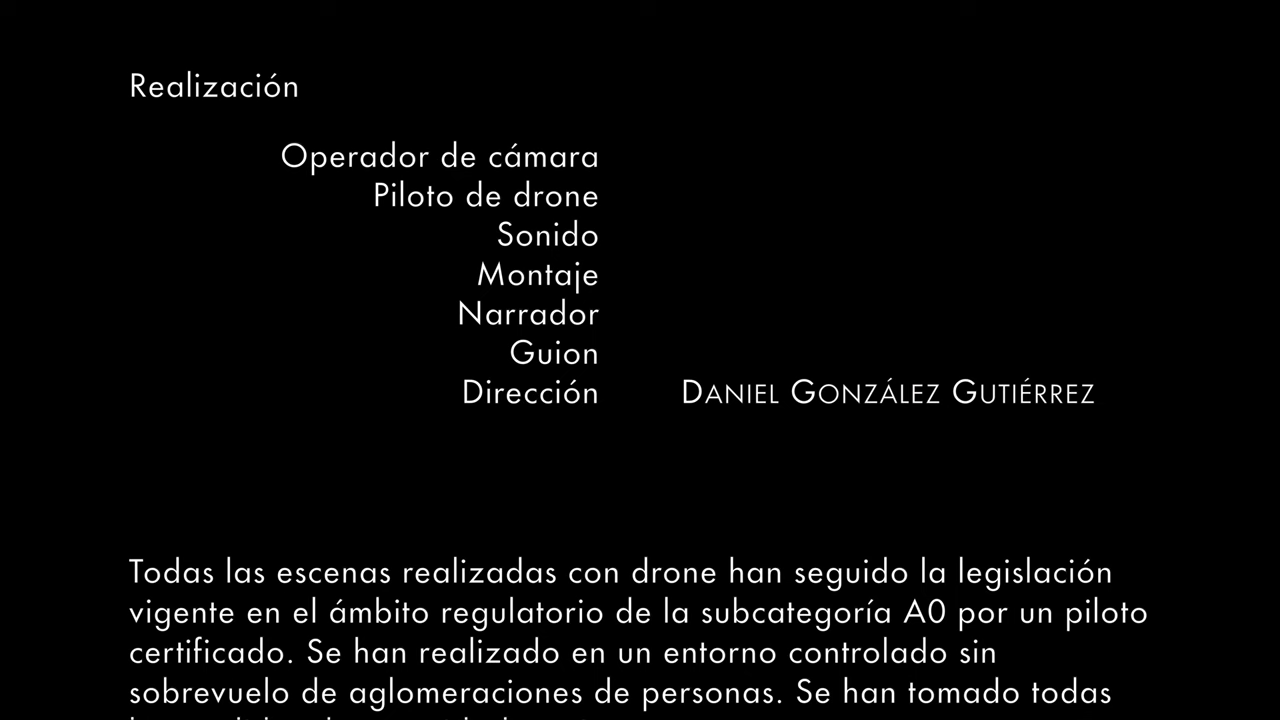 Realización
Operador de cámara
Piloto de drone
Sonido
Montaje
Narrador
Guion
Dirección DANIEL GONZÁLEZ GUTIÉRREZ
Todas las escenas realizadas con drone han seguido la legislación
vigente en el ámbito regulatorio de la subcategoría A0 por un piloto
certificado. Se han realizado en un entorno controlado sin
sobrevuelo de aglomeraciones de personas. Se han tomado todas